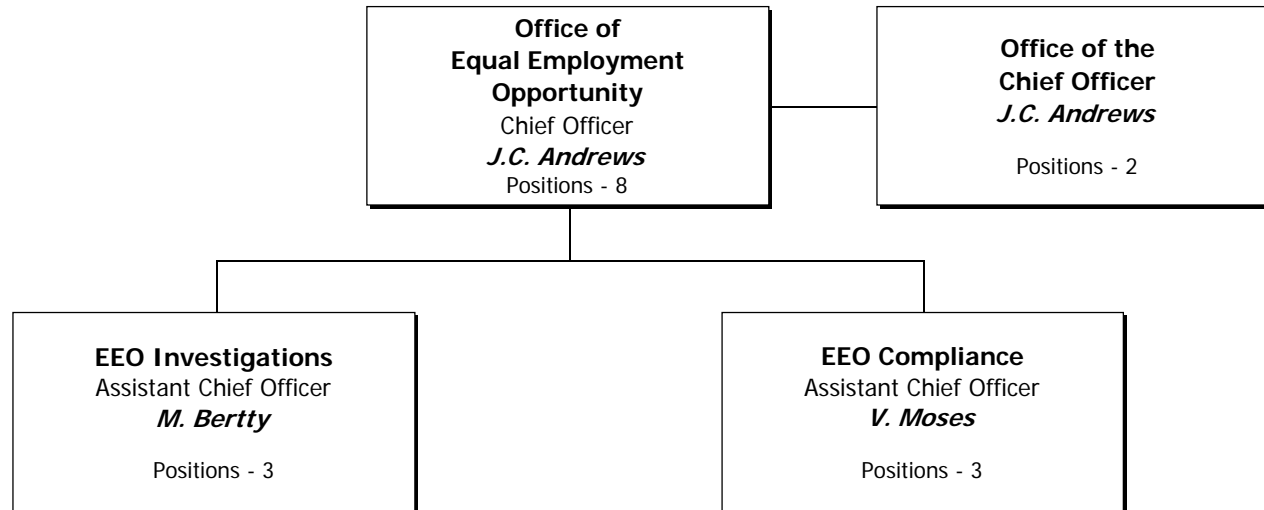 Office of
Equal Employment
Opportunity
Chief Officer
J.C. Andrews
Positions - 8
Office of the
Chief Officer
J.C. Andrews
Positions - 2
EEO Investigations
Assistant Chief Officer
M. Bertty
Positions - 3
EEO Compliance
Assistant Chief Officer
V. Moses
Positions - 3